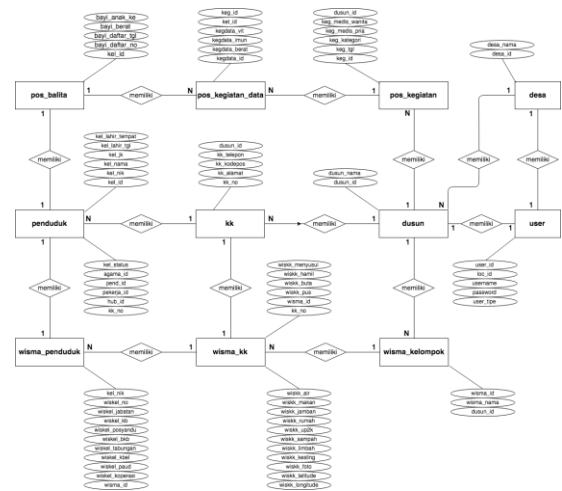 bayi_anak_ke
bayi_berat
bayi_daftar_tgl
bayi_daftar_no
kel_id
keg_id
kel_id
kegdata_vit
kegdata_imun
kegdata_berat
kegdata_id
dusun_id
keg_medis_wanita
keg_medis_pria
keg_kategori
keg_tgl
keg_id
desa_nama
desa_id
pos_balita 1 memiliki N pos_kegiatan_data N memiliki 1 pos_kegiatan desa
1 N 1 1
memiliki memiliki memiliki memiliki
kel_lahir_tempat
kel_lahir_tgl
kel_jk
kel_nama
kel_nik
kel_id
dusun_id
kk_telepon
kk_kodepos
kk_alamat
kk_no
dusun_nama
dusun_id
1 1 N 1
penduduk N memiliki 1 kk N memiliki 1 dusun 1 memiliki 1 user
1 1 1
kel_status
agama_id
pend_id
pekerja_id
hub_id
kk_no
wiskk_menyusui
wiskk_hamil
wiskk_buta
wiskk_pus
wisma_id
kk_no
user_id
loc_id
username
password
user_tipe
memiliki memiliki memiliki
1 1 N
wisma_penduduk N memiliki 1 wisma_kk N memiliki 1 wisma_kelompok
kel_nik
wiskel_no
wiskel_jabatan
wiskel_kb
wiskel_posyandu
wiskel_bkb
wiskel_tabungan
wiskel_kbel
wiskel_paud
wiskel_koperasi
wisma_id
wiskk_air
wiskk_makan
wiskk_jamban
wiskk_rumah
wiskk_up2k
wiskk_sampah
wiskk_limbah
wiskk_kesling
wiskk_foto
wiskk_latitude
wiskk_longitude
wisma_id
wisma_nama
dusun_id